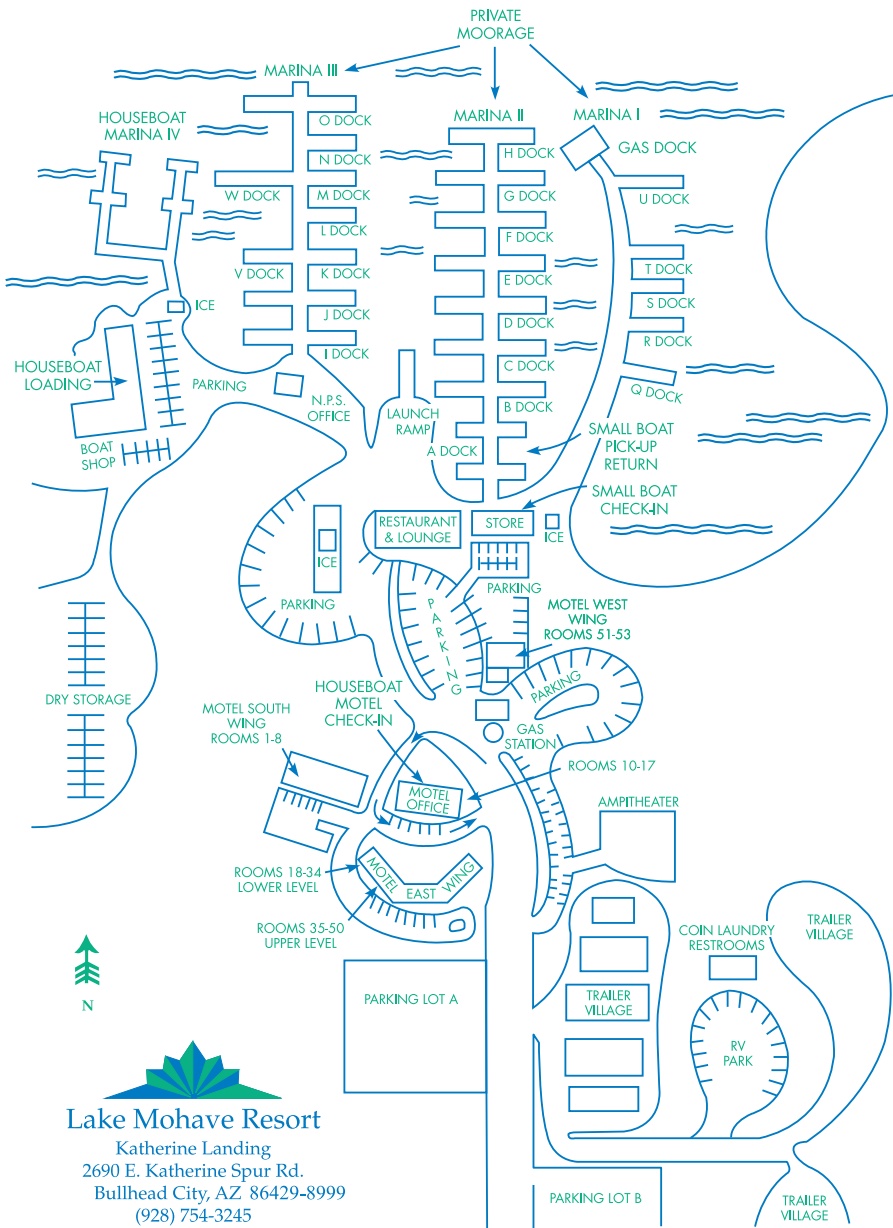 PRIVATE
MOORAGE
MARINA III
HOUSEBOAT
MARINA IV
MARINA II
MARINA I
GAS DOCK
O DOCK
N DOCK
W DOCK
M DOCK
L DOCK
V DOCK
K DOCK
J DOCK
I DOCK
H DOCK
G DOCK
F DOCK
E DOCK
D DOCK
C DOCK
B DOCK
A DOCK
U DOCK
T DOCK
S DOCK
R DOCK
Q DOCK
ICE
HOUSEBOAT
LOADING
PARKING
N.P.S.
OFFICE
LAUNCH
RAMP
BOAT
SHOP
SMALL BOAT
PICK-UP
RETURN
SMALL BOAT
CHECK-IN
RESTAURANT
& LOUNGE
STORE
ICE
ICE
PARKING
PARKING
PARKING
MOTEL WEST
WING
ROOMS 51-53
PARKING
DRY STORAGE
HOUSEBOAT
MOTEL
CHECK-IN
MOTEL SOUTH
WING
ROOMS 1-8
GAS
STATION
ROOMS 10-17
MOTEL
OFFICE
AMPITHEATER
ROOMS 18-34
LOWER LEVEL
MOTEL EAST WING
ROOMS 35-50
UPPER LEVEL
COIN LAUNDRY
RESTROOMS
TRAILER
VILLAGE
PARKING LOT A
TRAILER
VILLAGE
RV
PARK
N
Lake Mohave Resort
Katherine Landing
2690 E. Katherine Spur Rd.
Bullhead City, AZ 86429-8999
(928) 754-3245
PARKING LOT B
TRAILER
VILLAGE